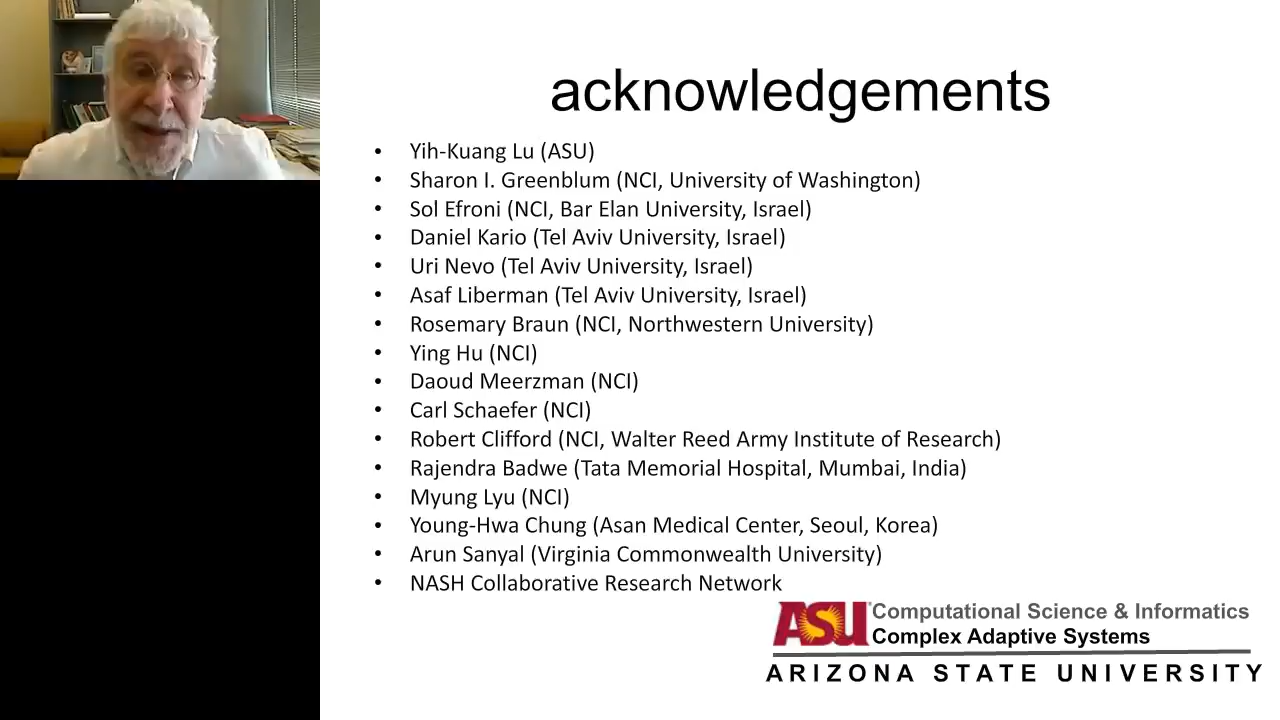 acknowledgements
• Yih-Kuang Lu (ASU)
• Sharon I. Greenblum (NCI, University of Washington)
• Sol Efroni (NCI, Bar Elan University, Israel)
• Daniel Kario (Tel Aviv University, Israel)
• Uri Nevo (Tel Aviv University, Israel)
• Asaf Liberman (Tel Aviv University, Israel)
• Rosemary Braun (NCI, Northwestern University)
• Ying Hu (NCI)
• Daoud Meerzman (NCI)
• Carl Schaefer (NCI)
• Robert Clifford (NCI, Walter Reed Army Institute of Research)
• Rajendra Badwe (Tata Memorial Hospital, Mumbai, India)
• Myung Lyu (NCI)
• Young-Hwa Chung (Asan Medical Center, Seoul, Korea)
• Arun Sanyal (Virginia Commonwealth University)
• NASH Collaborative Research Network
ASU Computational Science & Informatics
Complex Adaptive Systems
ARIZONA STATE UNIVERSITY